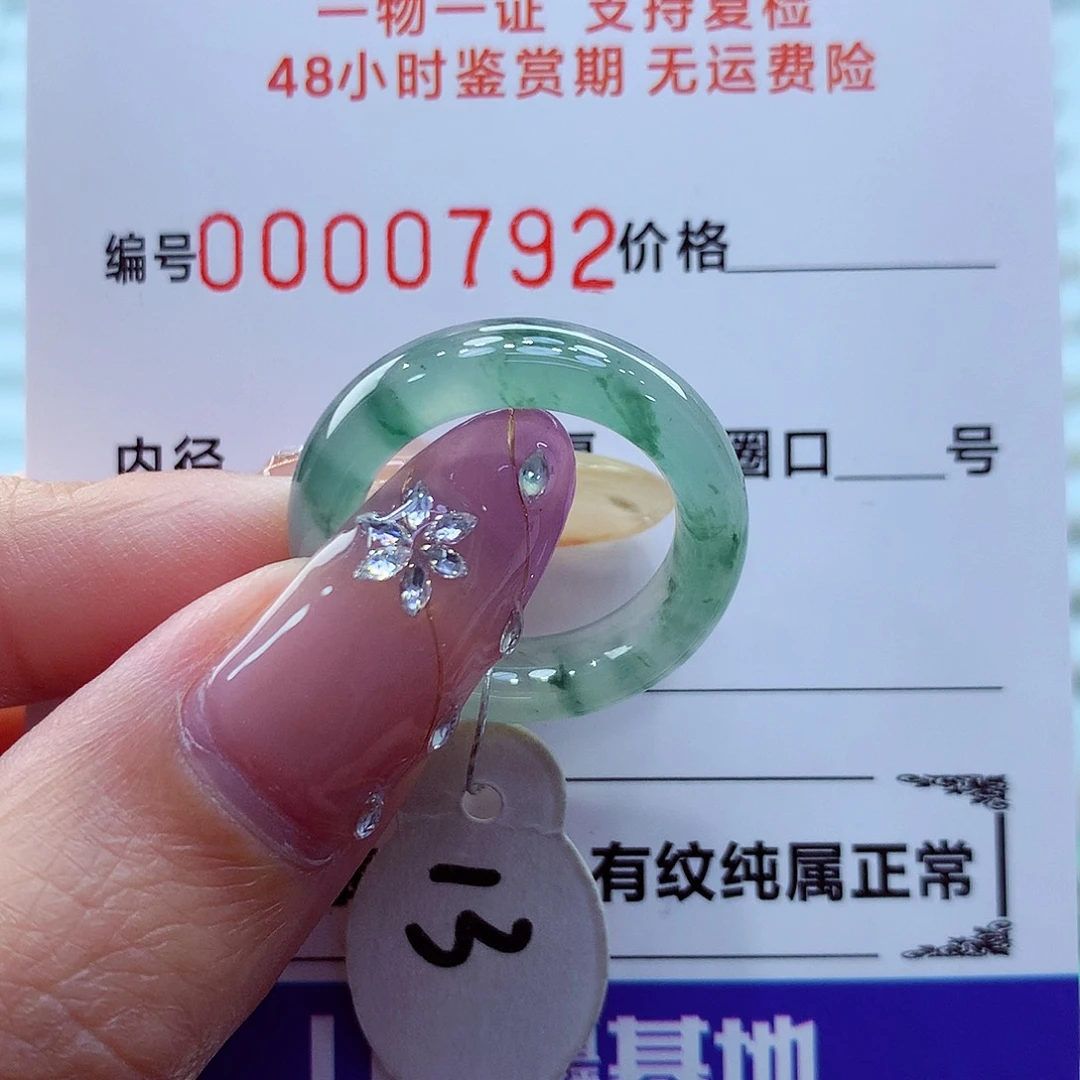 一物一证 支持复检
48小时鉴赏期 无运费险
编号0000792价格
内径 圈口 号
有纹纯属正常
13
基地